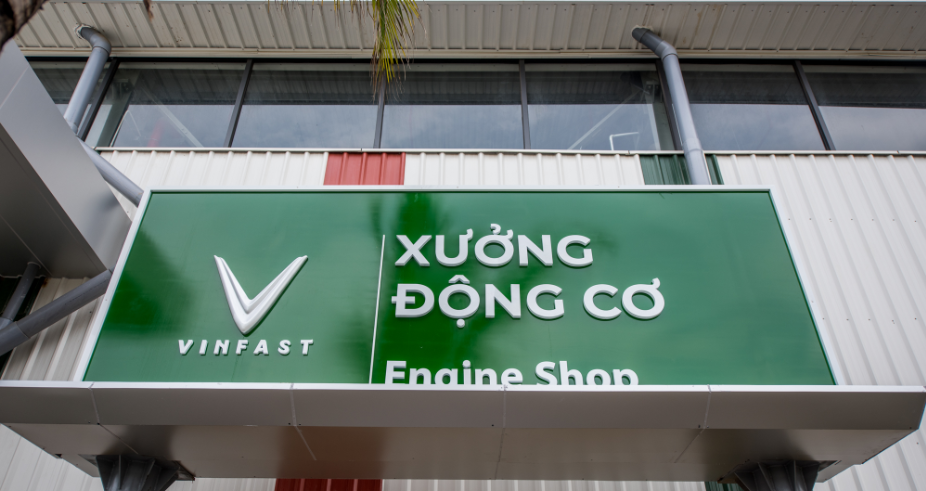 VINFAST
XƯỞNG
ĐỘNG CƠ
Engine Shop